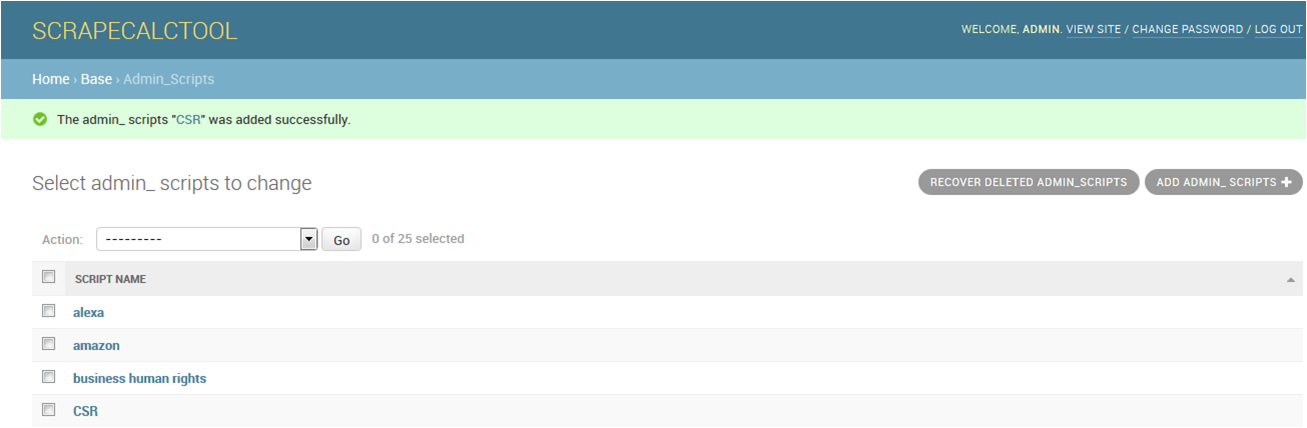 SCRAPECALCTOOL
WELCOME, ADMIN. VIEW SITE / CHANGE PASSWORD / LOG OUT
Home › Base › Admin_Scripts
The admin_ scripts "CSR" was added successfully.
Select admin_ scripts to change
RECOVER DELETED ADMIN_SCRIPTS
ADD ADMIN_ SCRIPTS +
Action: --------- Go 0 of 25 selected
SCRIPT NAME
alexa
amazon
business human rights
CSR